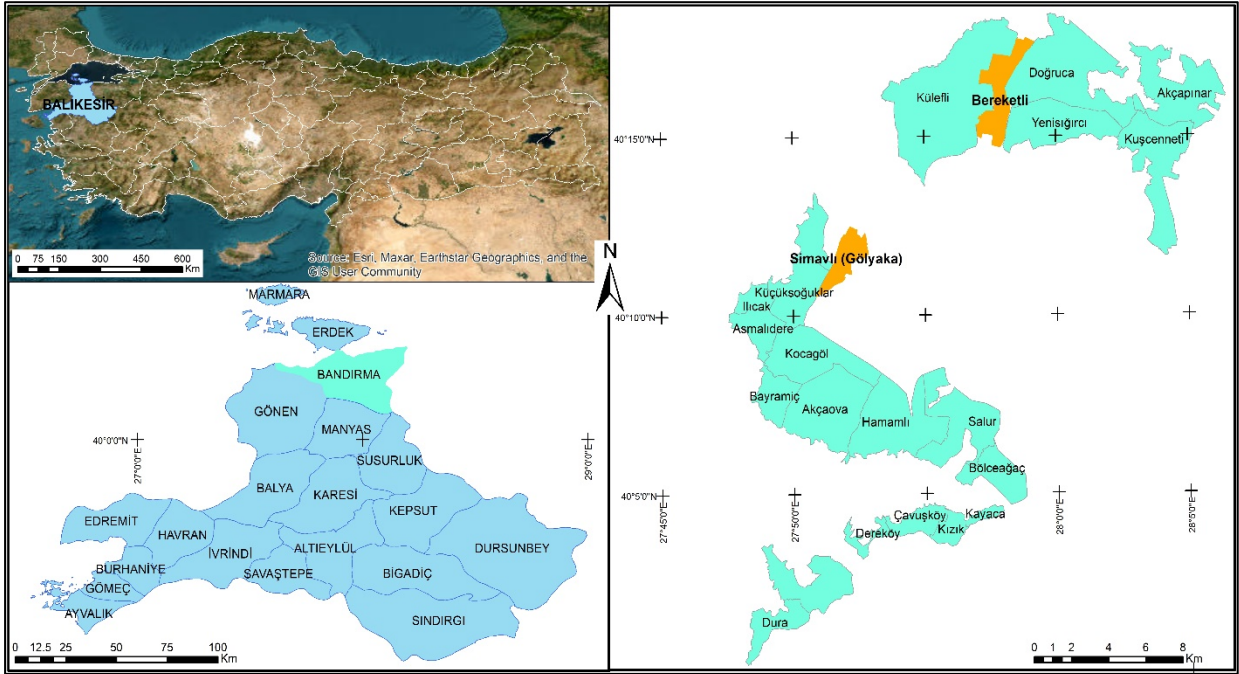 BALIKESİR
0 75 150 300 450 600
Km
Source: Esri, Maxar, Earthstar Geographics, and the
GIS User Community
N
MARMARA
ERDEK
BANDIRMA
GÖNEN
MANYAS
40°0'0"N
27°0'0"E
29°0'0"E
SUSURLUK
BALYA
KARESİ
KEPSUT
EDREMİT
HAVRAN
İVRİNDİ
ALTIEYLÜL
DURSUNBEY
BURHANİYE
SAVAŞTEPE
BİGADİÇ
GÖMEÇ
AYVALIK
SINDIRGI
0 12.5 25 50 75 100
Km
Doğruca
Külefli
Bereketli
Akçapınar
Yenisığırcı
Kuşcenneti
40°15'0"N
Simavlı (Gölyaka)
Küçüksoğuklar
Ilıcak
40°10'0"N
Asmalıdere
Kocagöl
Bayramiç
Akçaova
Hamamlı
Salur
Bölceağaç
40°5'0"N
27°45'0"E
27°50'0"E
28°0'0"E
28°5'0"E
Çavuşköy
Kayaca
Dereköy
Kızık
Dura
0 1 2 4 6 8
Km